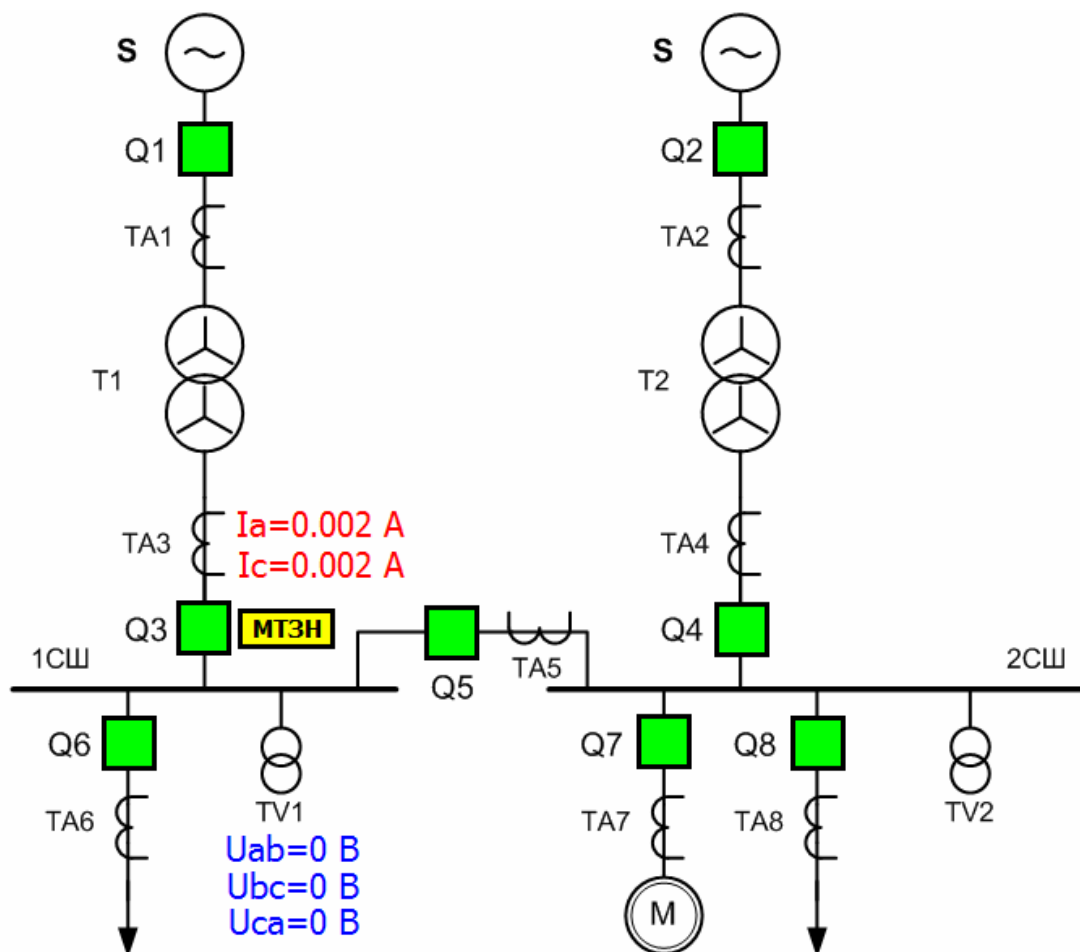 S
S
Q1
Q2
TA1
TA2
T1
T2
TA3
Ia=0.002 A
Ic=0.002 A
TA4
Q3
МТЗН
Q4
1СШ
Q5
TA5
2СШ
Q6
Q7
Q8
TA6
TV1
TA7
TA8
TV2
Uab=0 В
Ubc=0 В
Uca=0 В
M